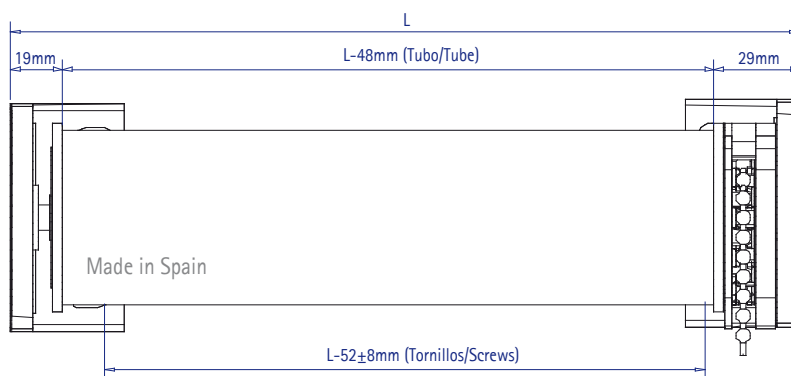 L
19mm
L-48mm (Tubo/Tube)
29mm
Made in Spain
L-52±8mm (Tornillos/Screws)